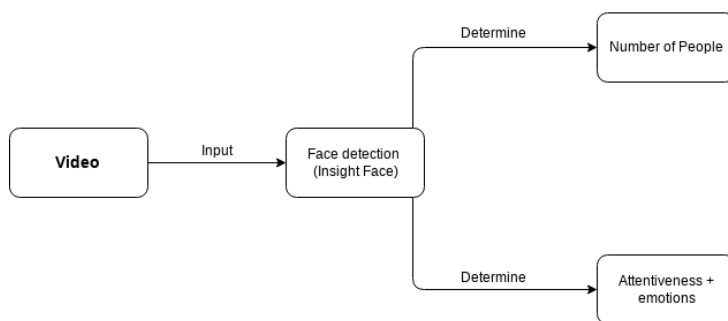 Determine
Number of People
Video
Input
Face detection
(Insight Face)
Determine
Attentiveness +
emotions